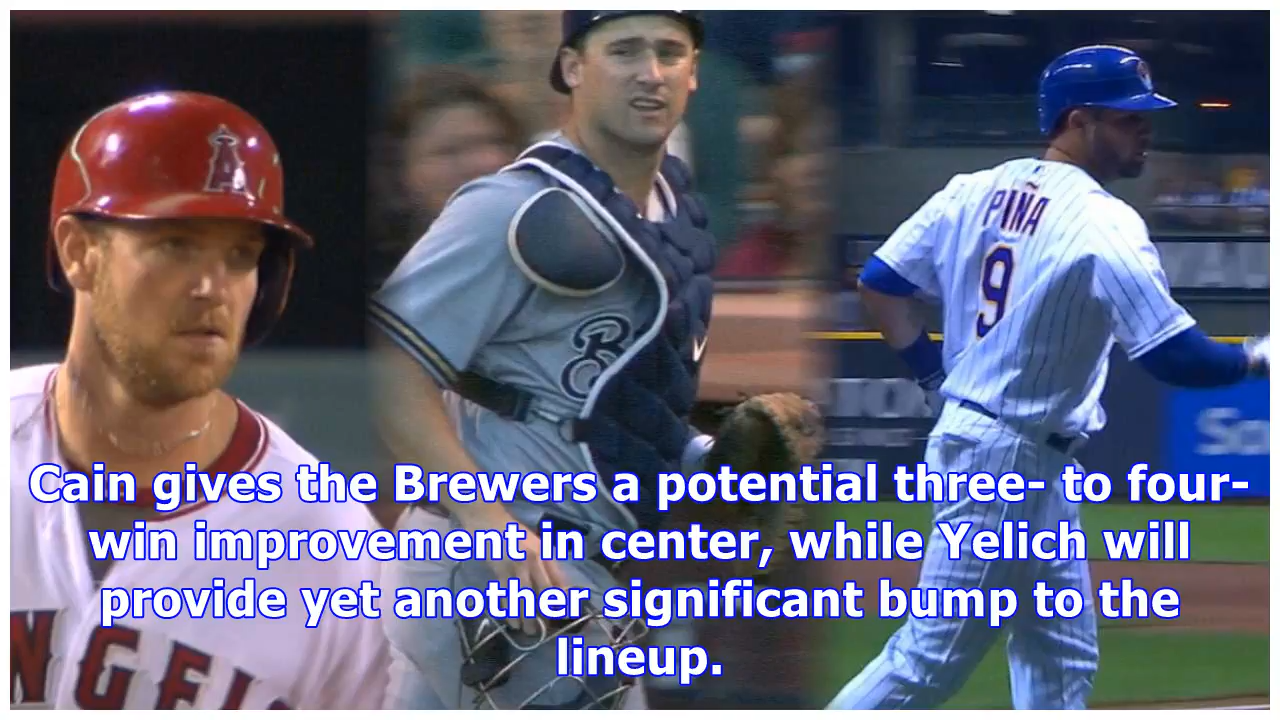 A
PIÑA
9
B
NGEL
Cain gives the Brewers a potential three- to four-
win improvement in center, while Yelich will
provide yet another significant bump to the
lineup.